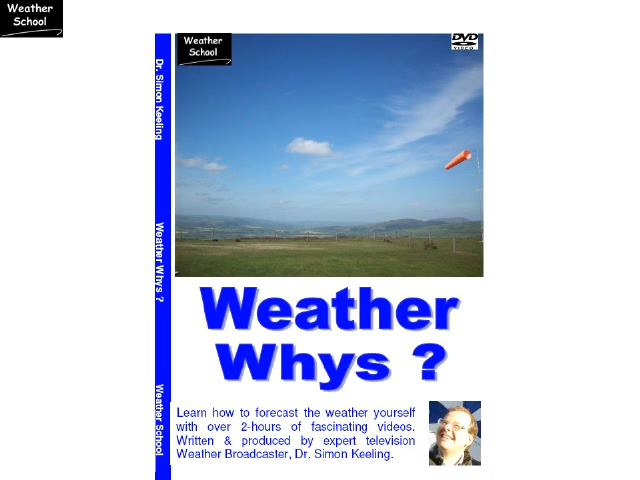 Weather
School
Weather
School
DVD
VIDEO
Dr. Simon Keeling
Weather Whys ?
Weather School
Weather
Whys ?
Learn how to forecast the weather yourself
with over 2-hours of fascinating videos.
Written & produced by expert television
Weather Broadcaster, Dr. Simon Keeling.